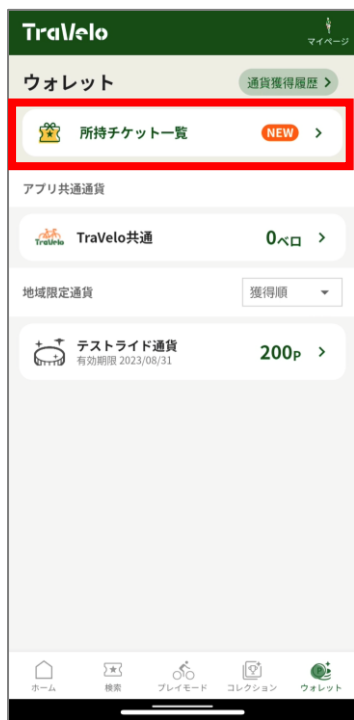 TraVelo
マイページ
ウォレット
通貨獲得履歴
所持チケット一覧 NEW
アプリ共通通貨
TraVelo
TraVelo共通 0ベロ
地域限定通貨 獲得順
テストライド通貨
有効期限 2023/08/31
200P
ホーム 検索 プレイモード コレクション ウォレット